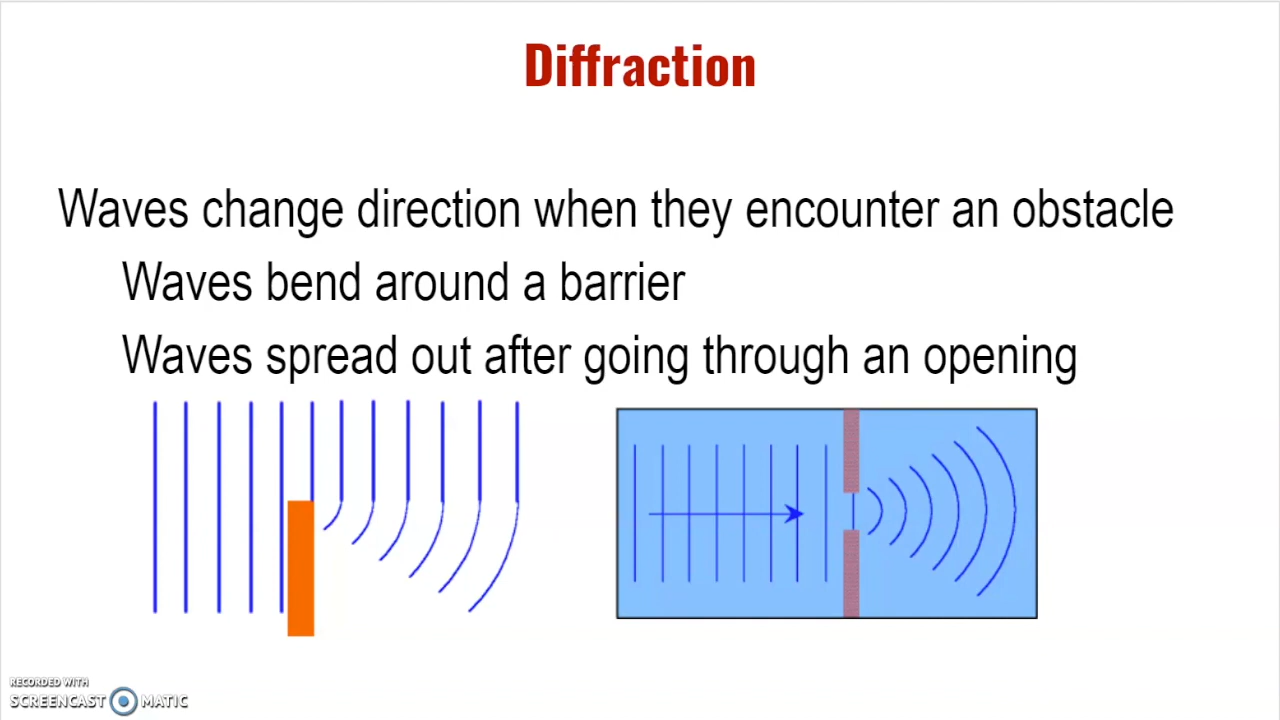 Diffraction
Waves change direction when they encounter an obstacle
Waves bend around a barrier
Waves spread out after going through an opening
RECORDED WITH
SCREENCAST MATIC